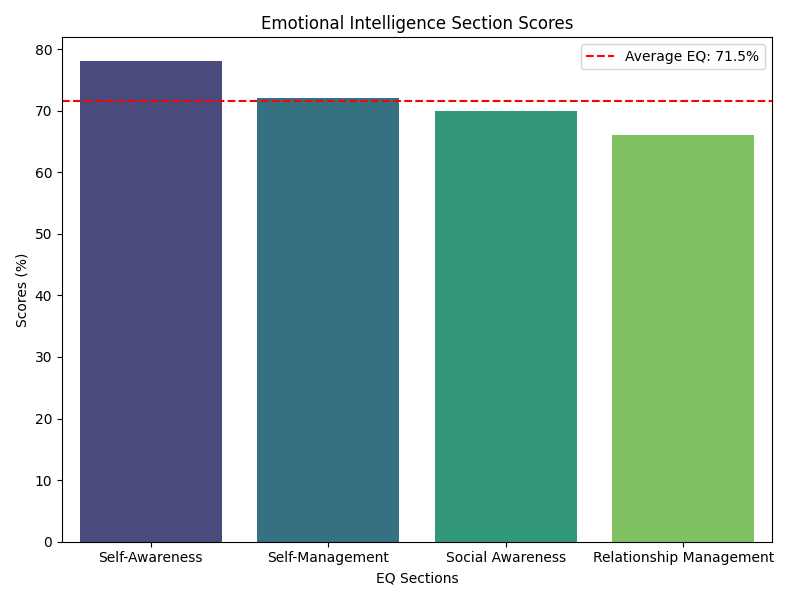 Emotional Intelligence Section Scores
Average EQ: 71.5%
80
70
60
50
40
30
20
10
0
Scores (%)
Self-Awareness
Self-Management
Social Awareness
Relationship Management
EQ Sections